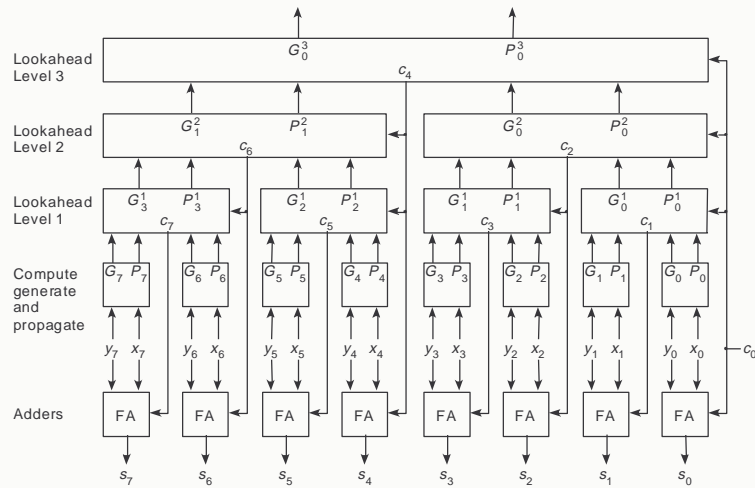 G_0^3 P_0^3
Lookahead
Level 3
c_4
Lookahead
Level 2
G_1^2 P_1^2 G_0^2 P_0^2
c_6 c_2
Lookahead
Level 1
G_3^1 P_3^1 G_2^1 P_2^1 G_1^1 P_1^1 G_0^1 P_0^1
c_7 c_5 c_3 c_1
Compute
generate and
propagate
G_7 P_7 G_6 P_6 G_5 P_5 G_4 P_4 G_3 P_3 G_2 P_2 G_1 P_1 G_0 P_0
y_7 x_7 y_6 x_6 y_5 x_5 y_4 x_4 y_3 x_3 y_2 x_2 y_1 x_1 y_0 x_0 c_0
Adders FA FA FA FA FA FA FA FA
s_7 s_6 s_5 s_4 s_3 s_2 s_1 s_0